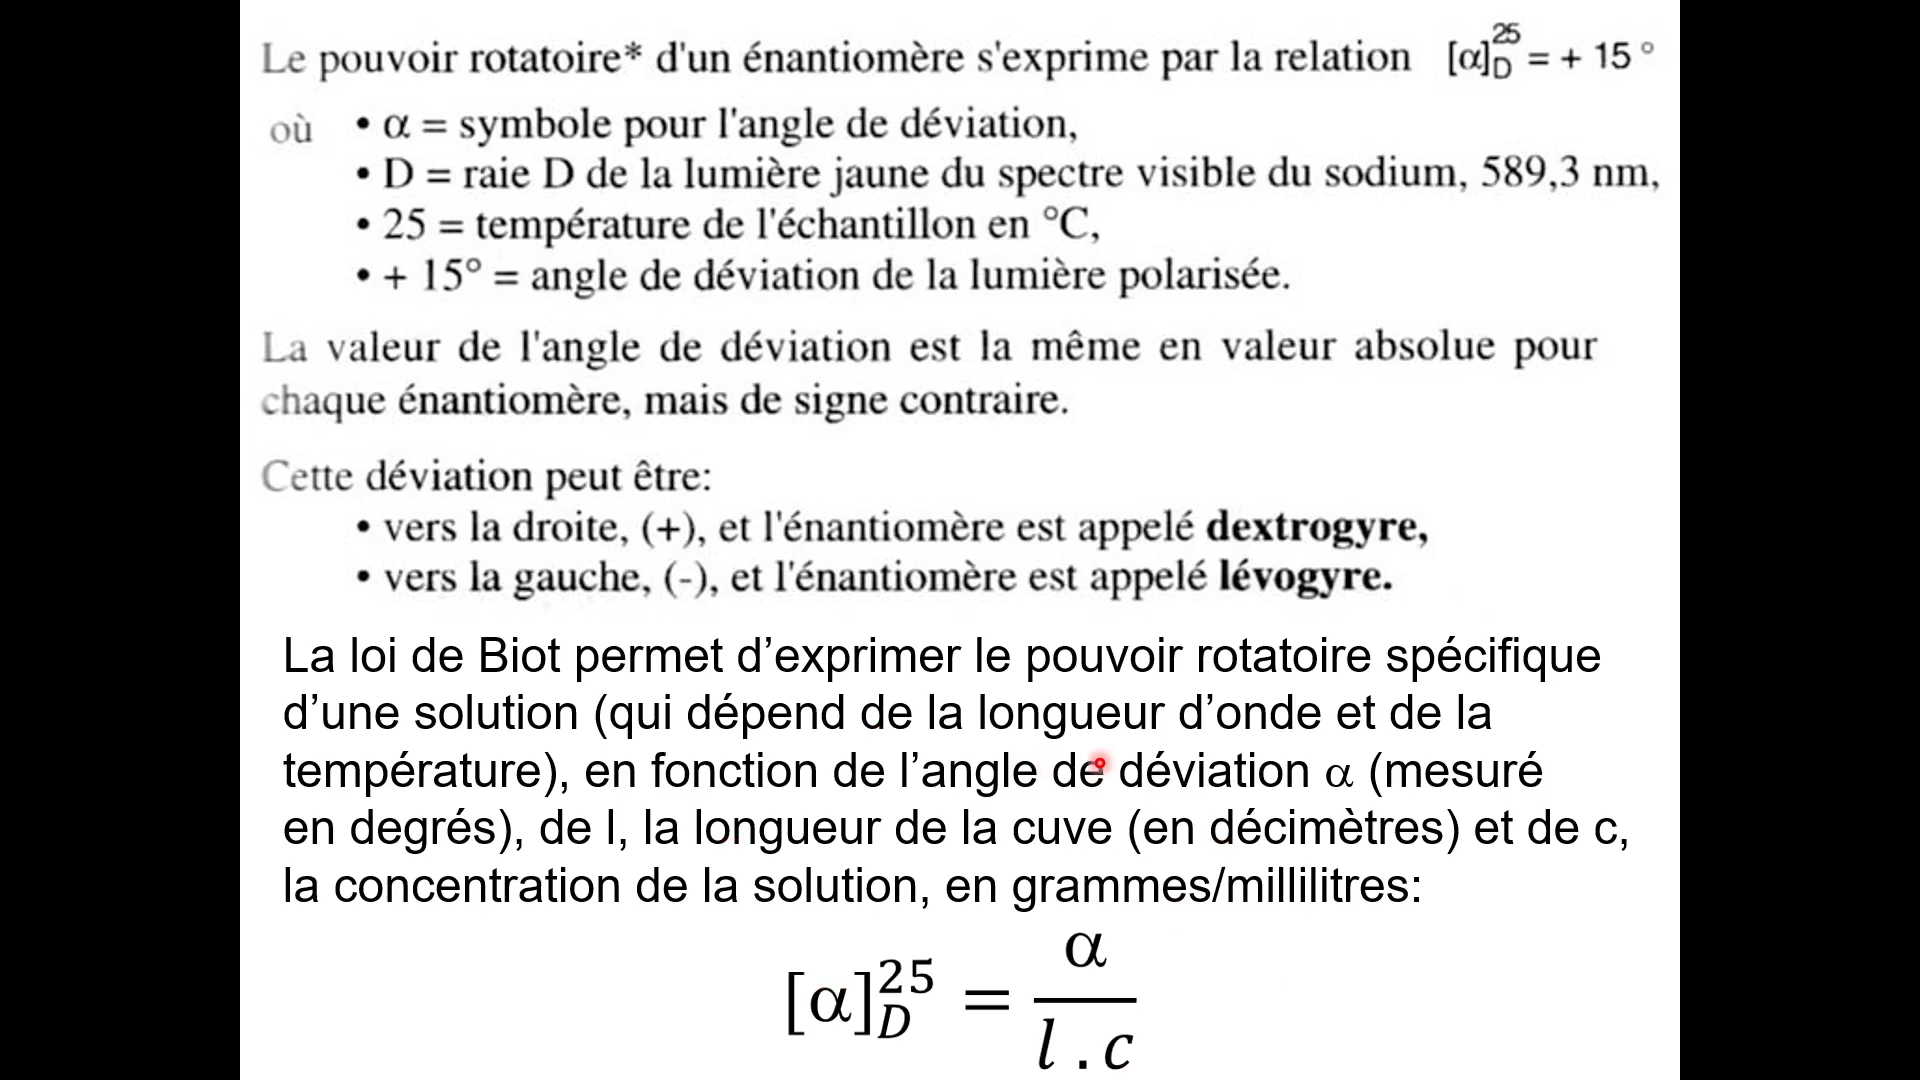 Le pouvoir rotatoire* d'un énantiomère s'exprime par la relation [α]D25 = + 15 °
où • α = symbole pour l'angle de déviation,
• D = raie D de la lumière jaune du spectre visible du sodium, 589,3 nm,
• 25 = température de l'échantillon en °C,
• + 15° = angle de déviation de la lumière polarisée.
La valeur de l'angle de déviation est la même en valeur absolue pour
chaque énantiomère, mais de signe contraire.
Cette déviation peut être:
• vers la droite, (+), et l'énantiomère est appelé dextrogyre,
• vers la gauche, (-), et l'énantiomère est appelé lévogyre.
La loi de Biot permet d’exprimer le pouvoir rotatoire spécifique
d’une solution (qui dépend de la longueur d’onde et de la
température), en fonction de l’angle de déviation α (mesuré
en degrés), de l, la longueur de la cuve (en décimètres) et de c,
la concentration de la solution, en grammes/millilitres:
[α]D25 = α / l . c